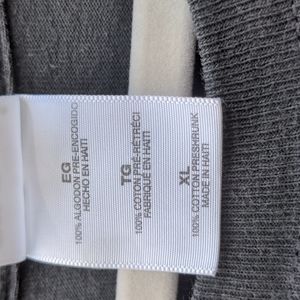 EG
100% ALGODON PRE-ENCOGIDO
HECHO EN HAITI
TG
100% COTON PRÉ-RÉTRÉCI
FABRIQUÉ EN HAÏTI
XL
100% COTTON PRESHRUNK
MADE IN HAITI